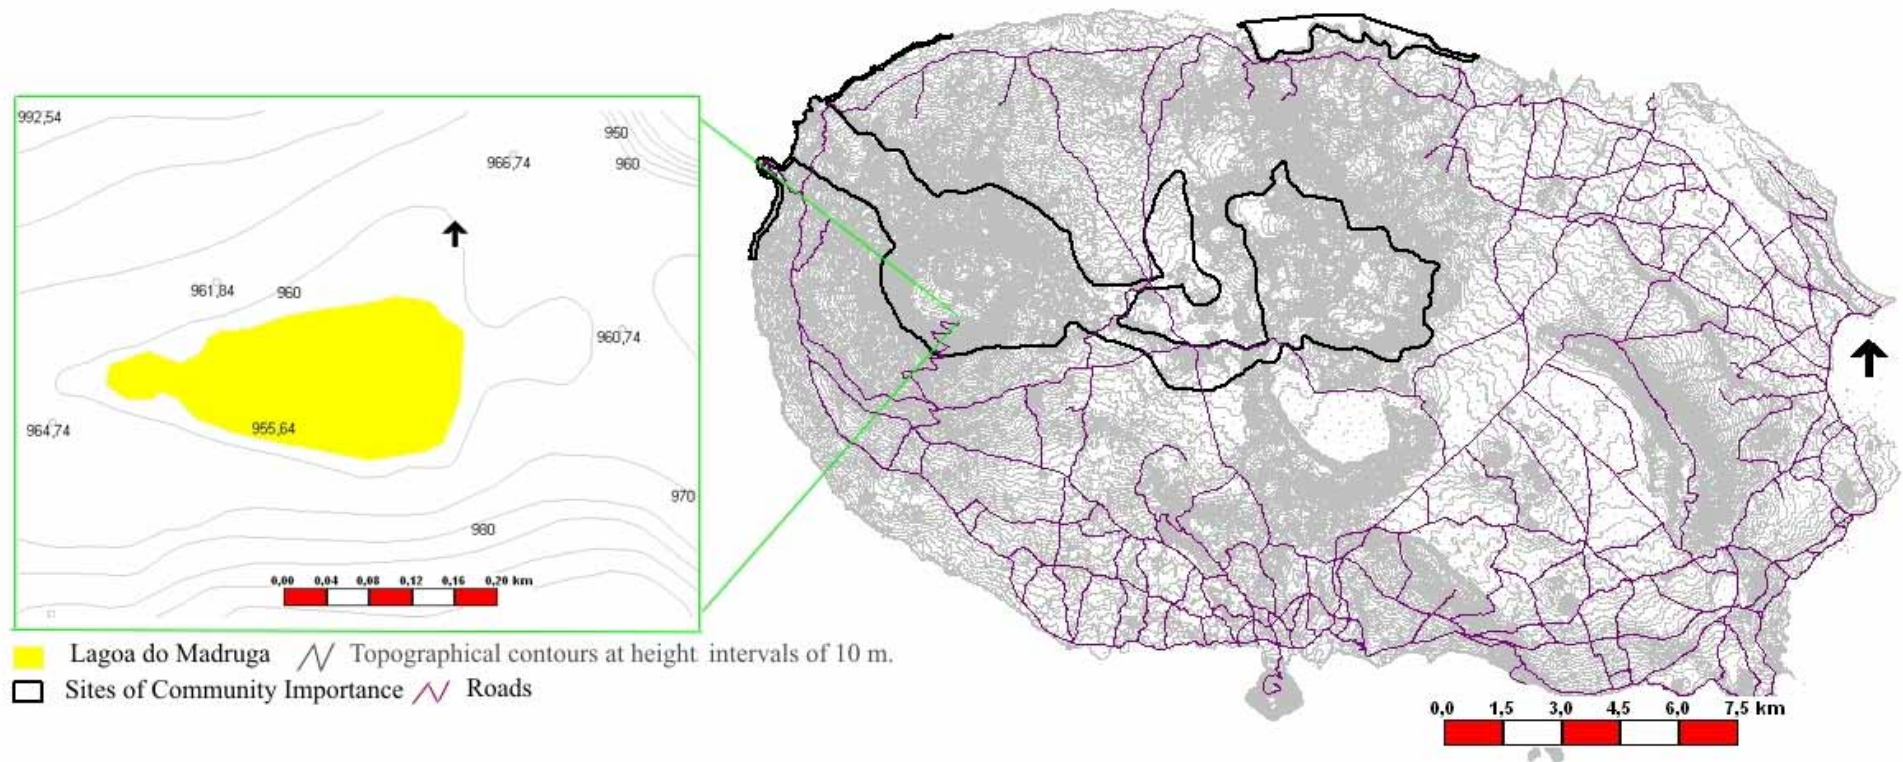 992,54
950
966,74
960
961,84
960
960,74
964,74
955,64
970
980
0,00 0,04 0,08 0,12 0,16 0,20 km
Lagoa do Madruga Topographical contours at height intervals of 10 m.
Sites of Community Importance Roads
0,0 1,5 3,0 4,5 6,0 7,5 km